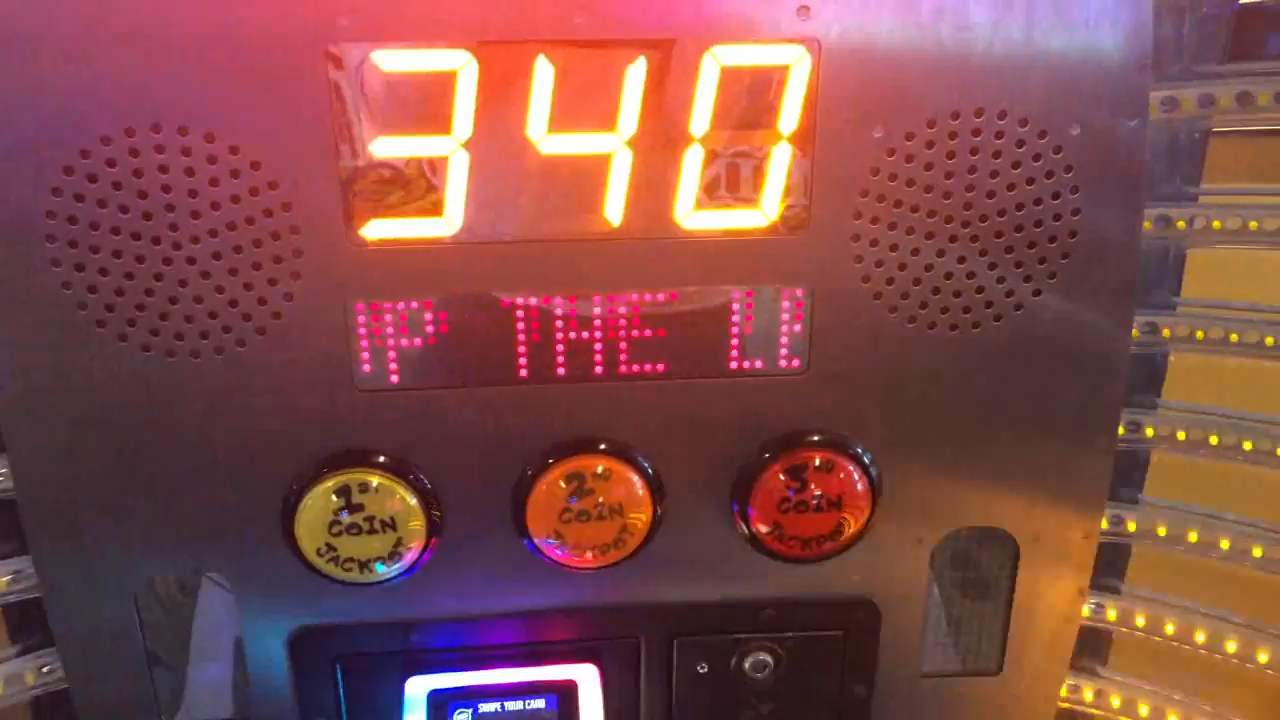 340
THE
1ST COIN JACKPOT
2ND COIN JACKPOT
3RD COIN JACKPOT
SWIPE YOUR CARD